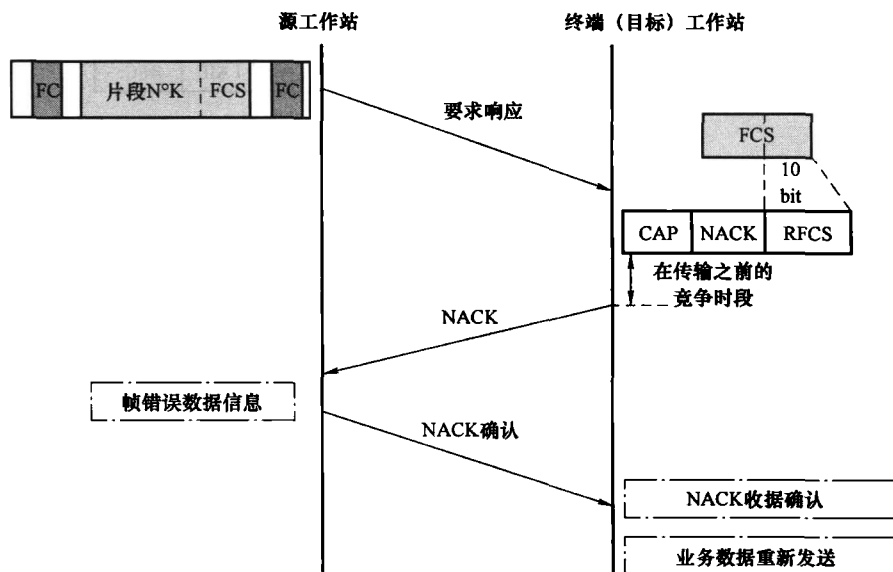 源工作站
终端（目标）工作站
FC
片段N°K
FCS
FC
要求响应
FCS
10
bit
CAP
NACK
RFCS
在传输之前的
竞争时段
NACK
帧错误数据信息
NACK确认
NACK收据确认
业务数据重新发送